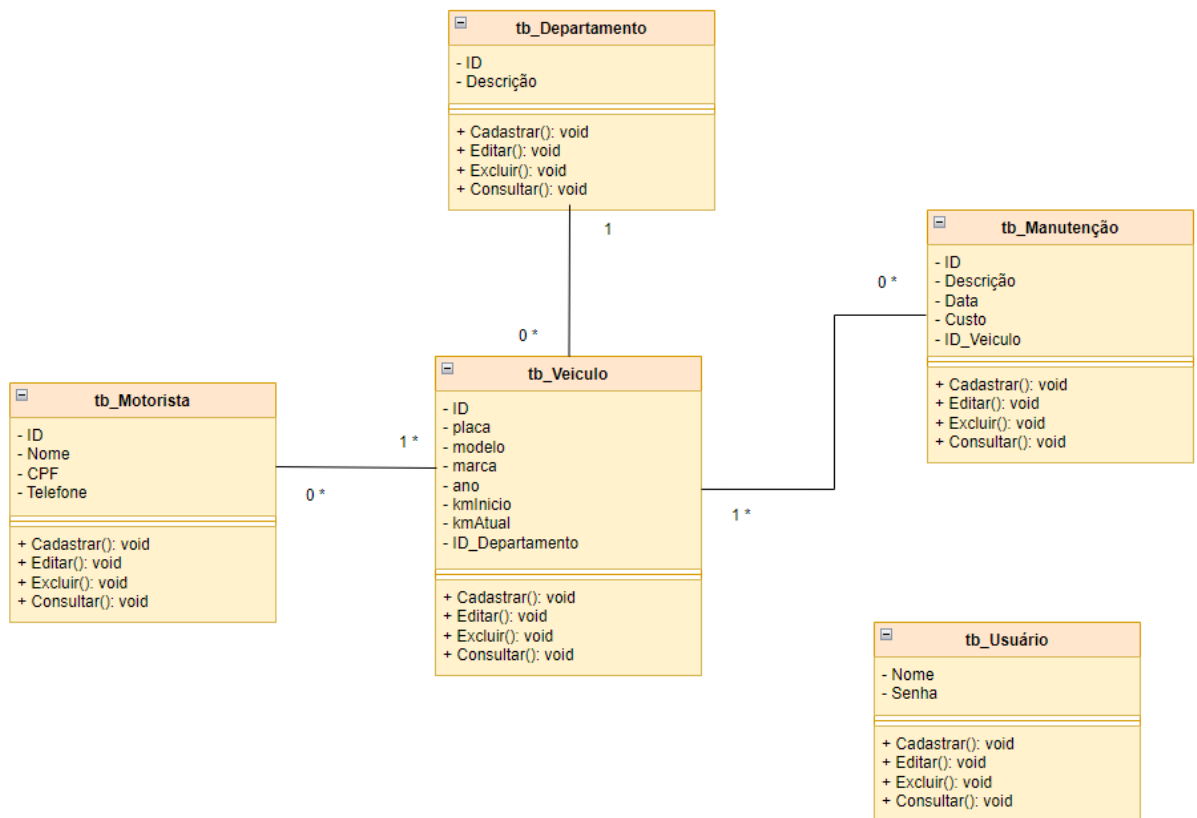 tb_Departamento
- ID
- Descrição
+ Cadastrar(): void
+ Editar(): void
+ Excluir(): void
+ Consultar(): void
1
0 *
tb_Manutenção
- ID
- Descrição
- Data
- Custo
- ID_Veiculo
+ Cadastrar(): void
+ Editar(): void
+ Excluir(): void
+ Consultar(): void
0 *
tb_Veiculo
- ID
- placa
- modelo
- marca
- ano
- kmInicio
- kmAtual
- ID_Departamento
+ Cadastrar(): void
+ Editar(): void
+ Excluir(): void
+ Consultar(): void
1 *
tb_Motorista
- ID
- Nome
- CPF
- Telefone
+ Cadastrar(): void
+ Editar(): void
+ Excluir(): void
+ Consultar(): void
1 *
0 *
tb_Usuário
- Nome
- Senha
+ Cadastrar(): void
+ Editar(): void
+ Excluir(): void
+ Consultar(): void